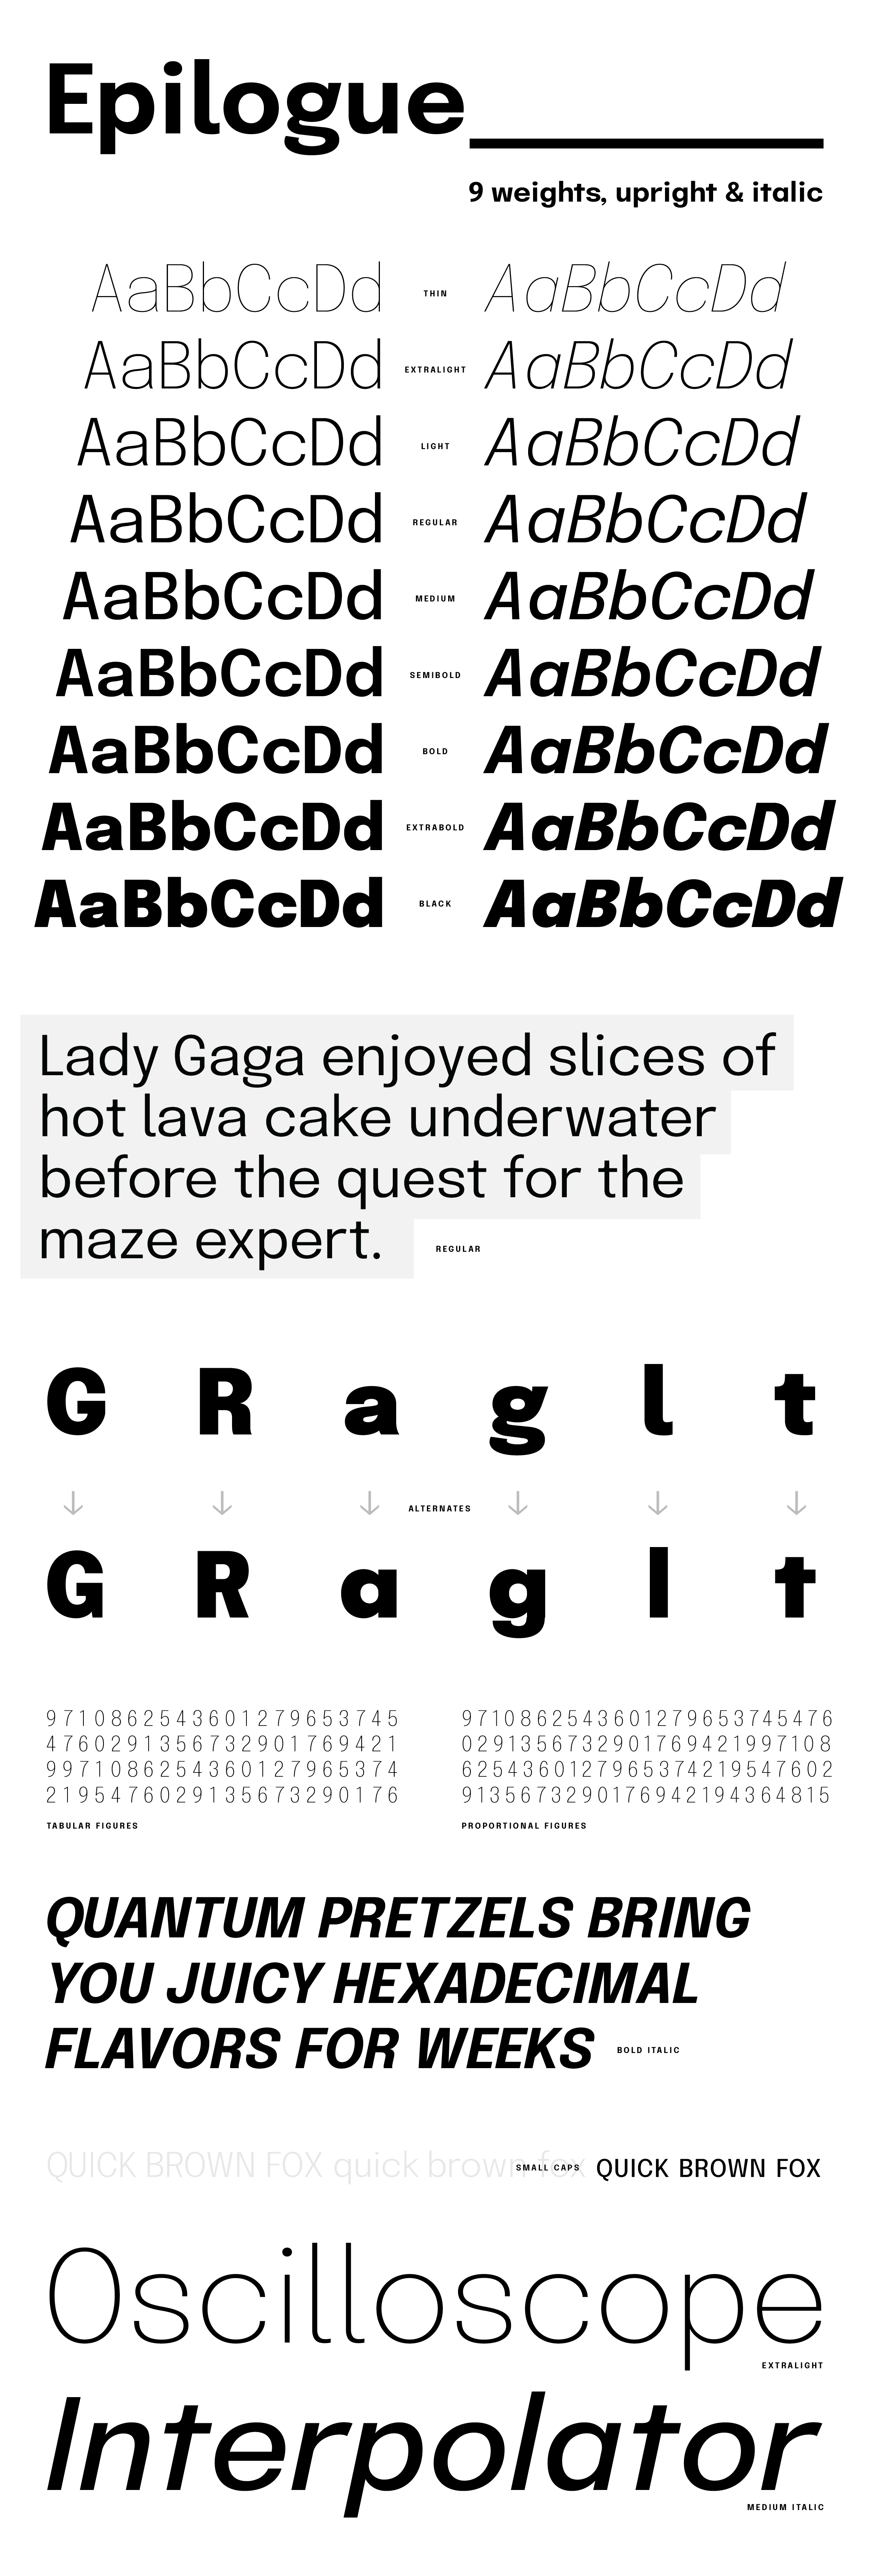 Epilogue
9 weights, upright & italic
AaBbCcDd THIN AaBbCcDd
AaBbCcDd EXTRALIGHT AaBbCcDd
AaBbCcDd LIGHT AaBbCcDd
AaBbCcDd REGULAR AaBbCcDd
AaBbCcDd MEDIUM AaBbCcDd
AaBbCcDd SEMIBOLD AaBbCcDd
AaBbCcDd BOLD AaBbCcDd
AaBbCcDd EXTRABOLD AaBbCcDd
AaBbCcDd BLACK AaBbCcDd
Lady Gaga enjoyed slices of
hot lava cake underwater
before the quest for the
maze expert. REGULAR
G R a g l t
↓ ↓ ↓ ALTERNATES ↓ ↓ ↓
G R a g l t
9710862543601279653745
4760291356732901769421
9971086254360127965374
2195476029135673290176
TABULAR FIGURES
9710862543601279653745476
0291356732901769421997108
6254360127965374219547602
9135673290176942194364815
PROPORTIONAL FIGURES
QUANTUM PRETZELS BRING
YOU JUICY HEXADECIMAL
FLAVORS FOR WEEKS BOLD ITALIC
QUICK BROWN FOX quick brown fox SMALL CAPS QUICK BROWN FOX
Oscilloscope
EXTRALIGHT
Interpolator
MEDIUM ITALIC